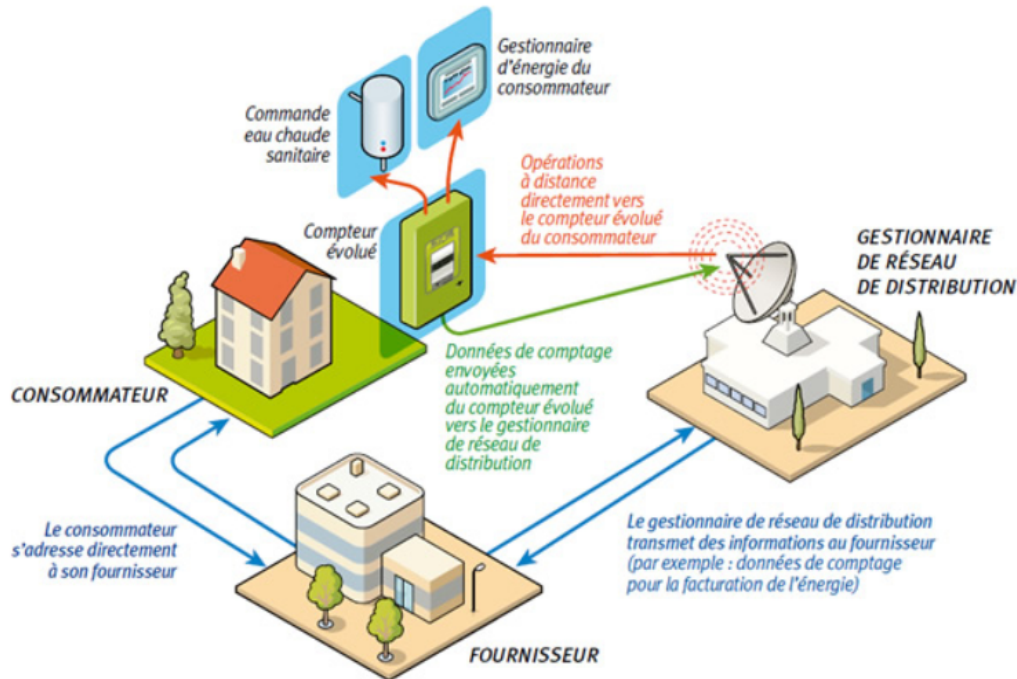 Gestionnaire
d'énergie du
consommateur
Commande
eau chaude
sanitaire
Opérations
à distance
directement vers
le compteur évolué
du consommateur
Compteur
évolué
GESTIONNAIRE
DE RÉSEAU
DE DISTRIBUTION
Données de comptage
envoyées
automatiquement
du compteur évolué
vers le gestionnaire
de réseau de
distribution
CONSOMMATEUR
Le consommateur
s'adresse directement
à son fournisseur
Le gestionnaire de réseau de distribution
transmet des informations au fournisseur
(par exemple : données de comptage
pour la facturation de l'énergie)
FOURNISSEUR